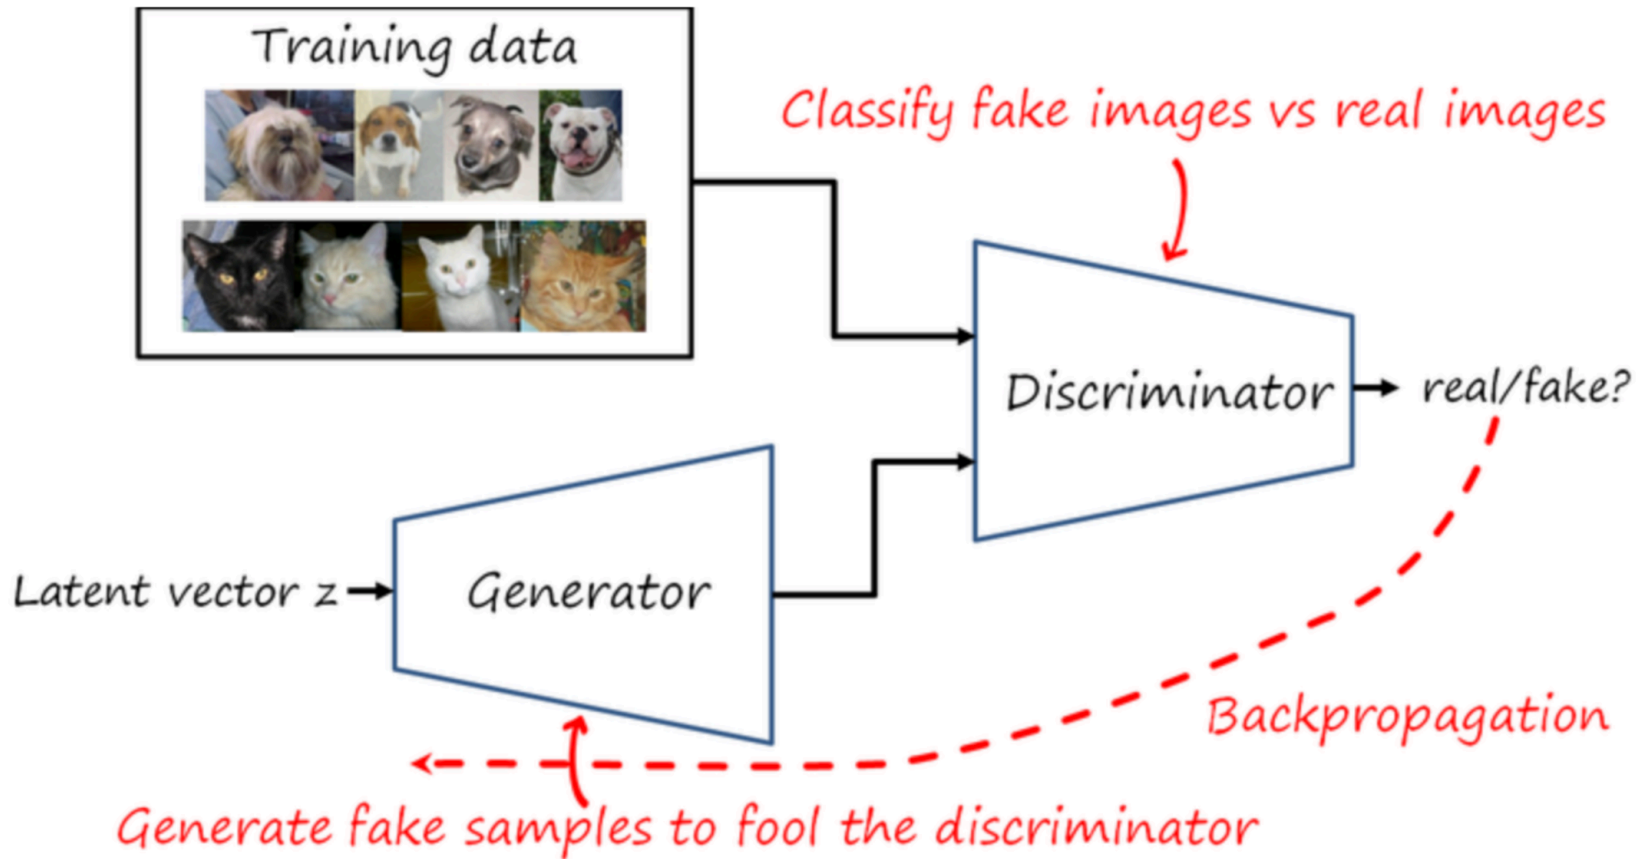 Training data
Classify fake images vs real images
Discriminator
real/fake?
Latent vector z
Generator
Backpropagation
Generate fake samples to fool the discriminator